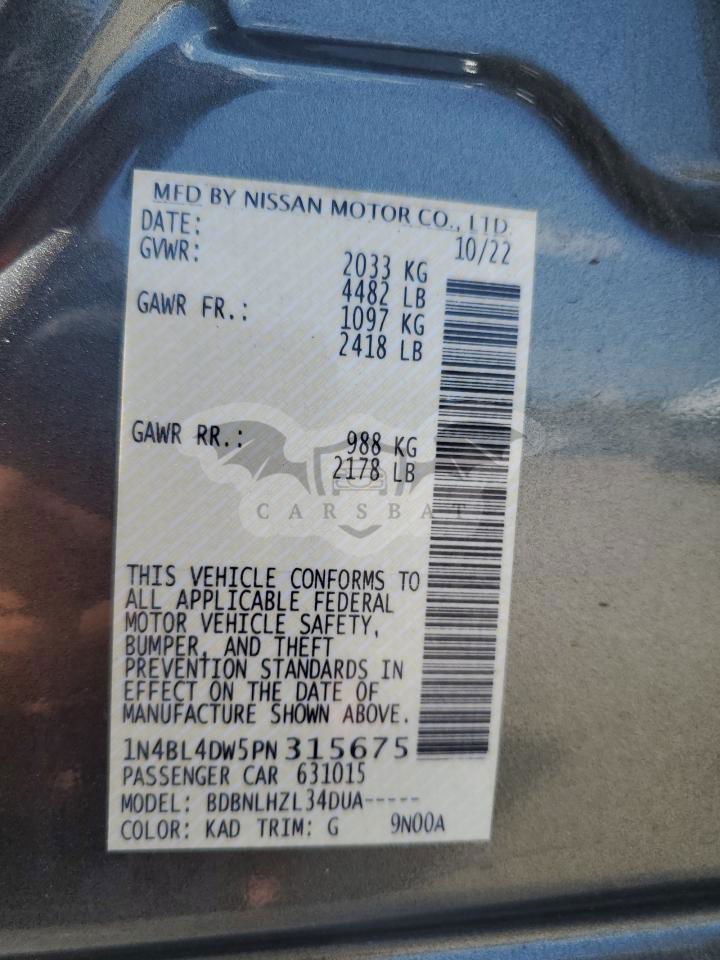 MFD BY NISSAN MOTOR CO., LTD.
DATE: 10/22
GVWR: 2033 KG
4482 LB
GAWR FR.: 1097 KG
2418 LB
GAWR RR.: 988 KG
2178 LB
CARSBAT
THIS VEHICLE CONFORMS TO
ALL APPLICABLE FEDERAL
MOTOR VEHICLE SAFETY,
BUMPER, AND THEFT
PREVENTION STANDARDS IN
EFFECT ON THE DATE OF
MANUFACTURE SHOWN ABOVE.
1N4BL4DW5PN315675
PASSENGER CAR 631015
MODEL: BDBNLHZL34DUA-----
COLOR: KAD TRIM: G 9N00A